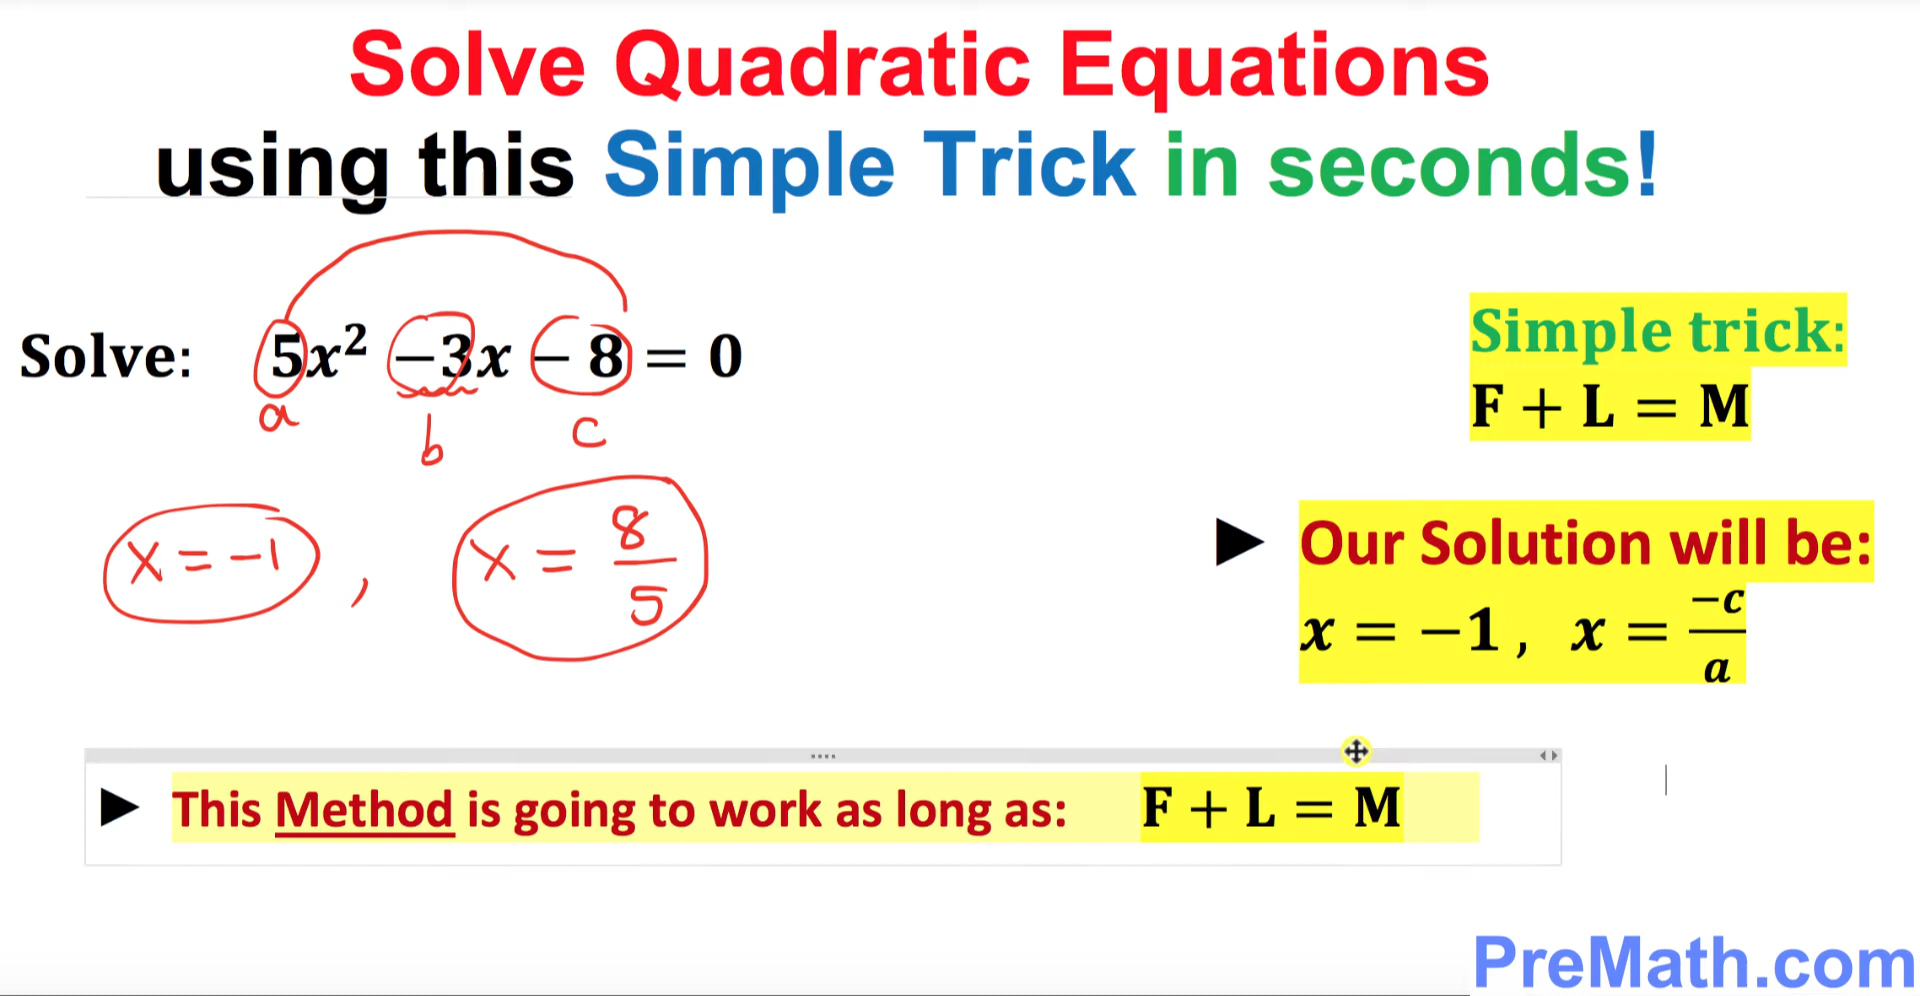 Solve Quadratic Equations
using this Simple Trick in seconds!
Solve: 5x² −3x − 8 = 0
a b c
x = −1 , x = 8/5
Simple trick:
F + L = M
► Our Solution will be:
x = −1 , x = −c/a
► This Method is going to work as long as: F + L = M
PreMath.com